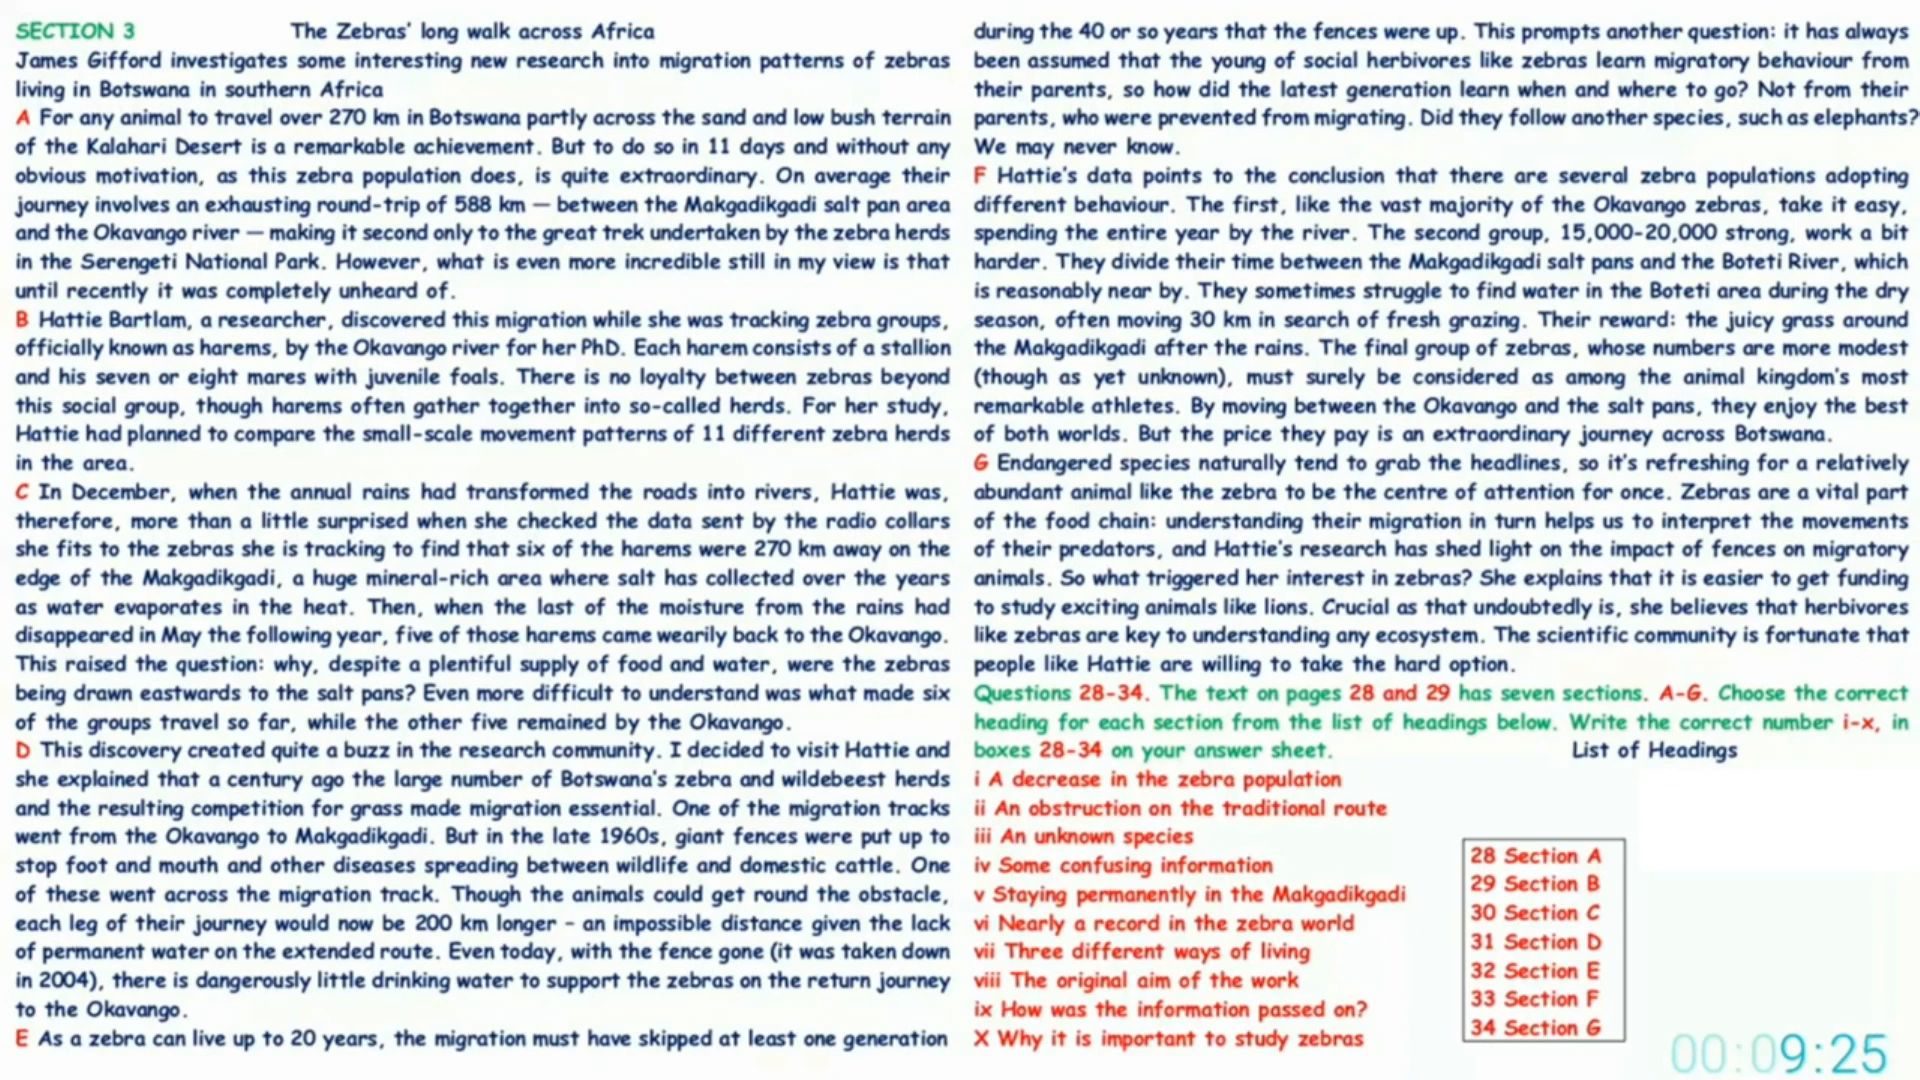 SECTION 3 The Zebras' long walk across Africa
James Gifford investigates some interesting new research into migration patterns of zebras
living in Botswana in southern Africa
A For any animal to travel over 270 km in Botswana partly across the sand and low bush terrain
of the Kalahari Desert is a remarkable achievement. But to do so in 11 days and without any
obvious motivation, as this zebra population does, is quite extraordinary. On average their
journey involves an exhausting round-trip of 588 km — between the Makgadikgadi salt pan area
and the Okavango river — making it second only to the great trek undertaken by the zebra herds
in the Serengeti National Park. However, what is even more incredible still in my view is that
until recently it was completely unheard of.
B Hattie Bartlam, a researcher, discovered this migration while she was tracking zebra groups,
officially known as harems, by the Okavango river for her PhD. Each harem consists of a stallion
and his seven or eight mares with juvenile foals. There is no loyalty between zebras beyond
this social group, though harems often gather together into so-called herds. For her study,
Hattie had planned to compare the small-scale movement patterns of 11 different zebra herds
in the area.
C In December, when the annual rains had transformed the roads into rivers, Hattie was,
therefore, more than a little surprised when she checked the data sent by the radio collars
she fits to the zebras she is tracking to find that six of the harems were 270 km away on the
edge of the Makgadikgadi, a huge mineral-rich area where salt has collected over the years
as water evaporates in the heat. Then, when the last of the moisture from the rains had
disappeared in May the following year, five of those harems came wearily back to the Okavango.
This raised the question: why, despite a plentiful supply of food and water, were the zebras
being drawn eastwards to the salt pans? Even more difficult to understand was what made six
of the groups travel so far, while the other five remained by the Okavango.
D This discovery created quite a buzz in the research community. I decided to visit Hattie and
she explained that a century ago the large number of Botswana's zebra and wildebeest herds
and the resulting competition for grass made migration essential. One of the migration tracks
went from the Okavango to Makgadikgadi. But in the late 1960s, giant fences were put up to
stop foot and mouth and other diseases spreading between wildlife and domestic cattle. One
of these went across the migration track. Though the animals could get round the obstacle,
each leg of their journey would now be 200 km longer - an impossible distance given the lack
of permanent water on the extended route. Even today, with the fence gone (it was taken down
in 2004), there is dangerously little drinking water to support the zebras on the return journey
to the Okavango.
E As a zebra can live up to 20 years, the migration must have skipped at least one generation
during the 40 or so years that the fences were up. This prompts another question: it has always
been assumed that the young of social herbivores like zebras learn migratory behaviour from
their parents, so how did the latest generation learn when and where to go? Not from their
parents, who were prevented from migrating. Did they follow another species, such as elephants?
We may never know.
F Hattie's data points to the conclusion that there are several zebra populations adopting
different behaviour. The first, like the vast majority of the Okavango zebras, take it easy,
spending the entire year by the river. The second group, 15,000-20,000 strong, work a bit
harder. They divide their time between the Makgadikgadi salt pans and the Boteti River, which
is reasonably near by. They sometimes struggle to find water in the Boteti area during the dry
season, often moving 30 km in search of fresh grazing. Their reward: the juicy grass around
the Makgadikgadi after the rains. The final group of zebras, whose numbers are more modest
(though as yet unknown), must surely be considered as among the animal kingdom's most
remarkable athletes. By moving between the Okavango and the salt pans, they enjoy the best
of both worlds. But the price they pay is an extraordinary journey across Botswana.
G Endangered species naturally tend to grab the headlines, so it's refreshing for a relatively
abundant animal like the zebra to be the centre of attention for once. Zebras are a vital part
of the food chain: understanding their migration in turn helps us to interpret the movements
of their predators, and Hattie's research has shed light on the impact of fences on migratory
animals. So what triggered her interest in zebras? She explains that it is easier to get funding
to study exciting animals like lions. Crucial as that undoubtedly is, she believes that herbivores
like zebras are key to understanding any ecosystem. The scientific community is fortunate that
people like Hattie are willing to take the hard option.
Questions 28-34. The text on pages 28 and 29 has seven sections. A-G. Choose the correct
heading for each section from the list of headings below. Write the correct number i-x, in
boxes 28-34 on your answer sheet. List of Headings
i A decrease in the zebra population
ii An obstruction on the traditional route
iii An unknown species
iv Some confusing information
v Staying permanently in the Makgadikgadi
vi Nearly a record in the zebra world
vii Three different ways of living
viii The original aim of the work
ix How was the information passed on?
X Why it is important to study zebras
28 Section A
29 Section B
30 Section C
31 Section D
32 Section E
33 Section F
34 Section G
00:09:25